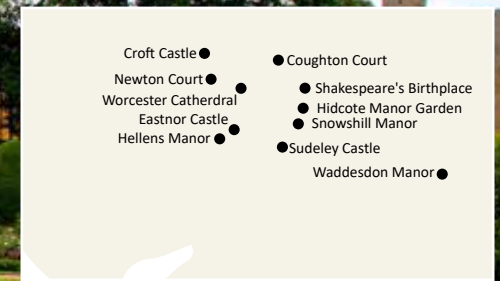 Croft Castle
Coughton Court
Newton Court
Shakespeare's Birthplace
Worcester Catherdral
Hidcote Manor Garden
Eastnor Castle
Snowshill Manor
Hellens Manor
Sudeley Castle
Waddesdon Manor